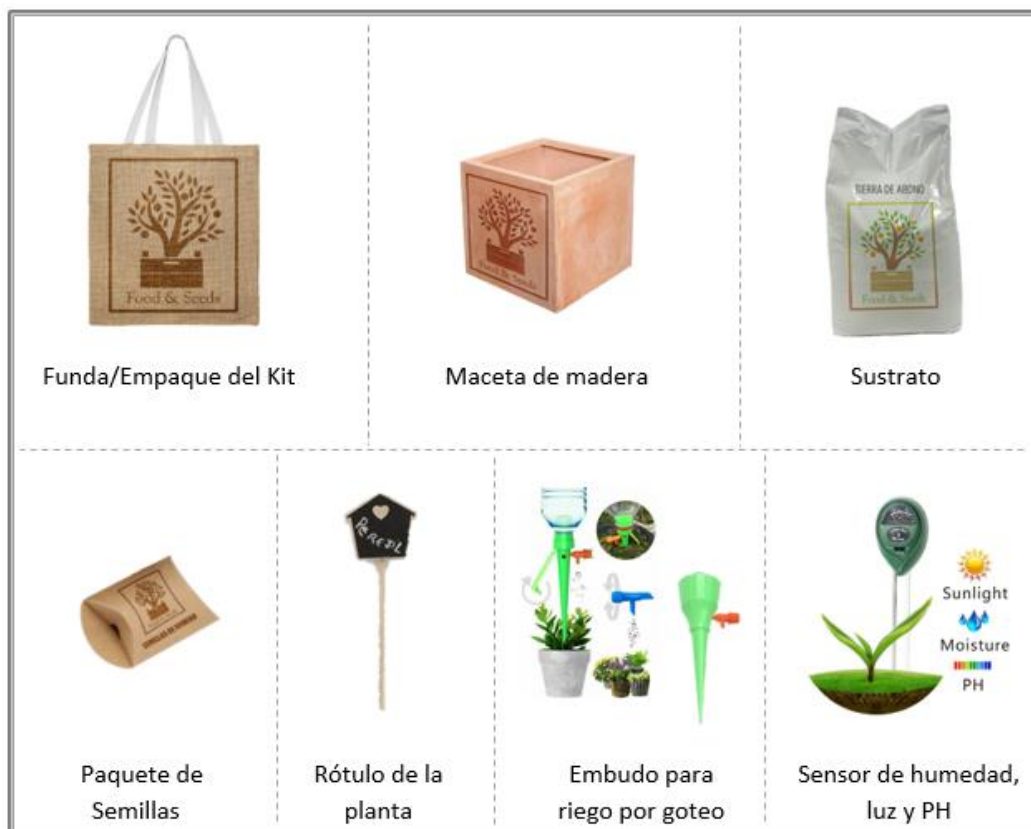 Food & Seeds
Food & Seeds
TIERRA DE ABONO
Food & Seeds
Funda/Empaque del Kit
Maceta de madera
Sustrato
PEREJIL
Sunlight
Moisture
PH
Paquete de
Semillas
Rótulo de la
planta
Embudo para
riego por goteo
Sensor de humedad,
luz y PH